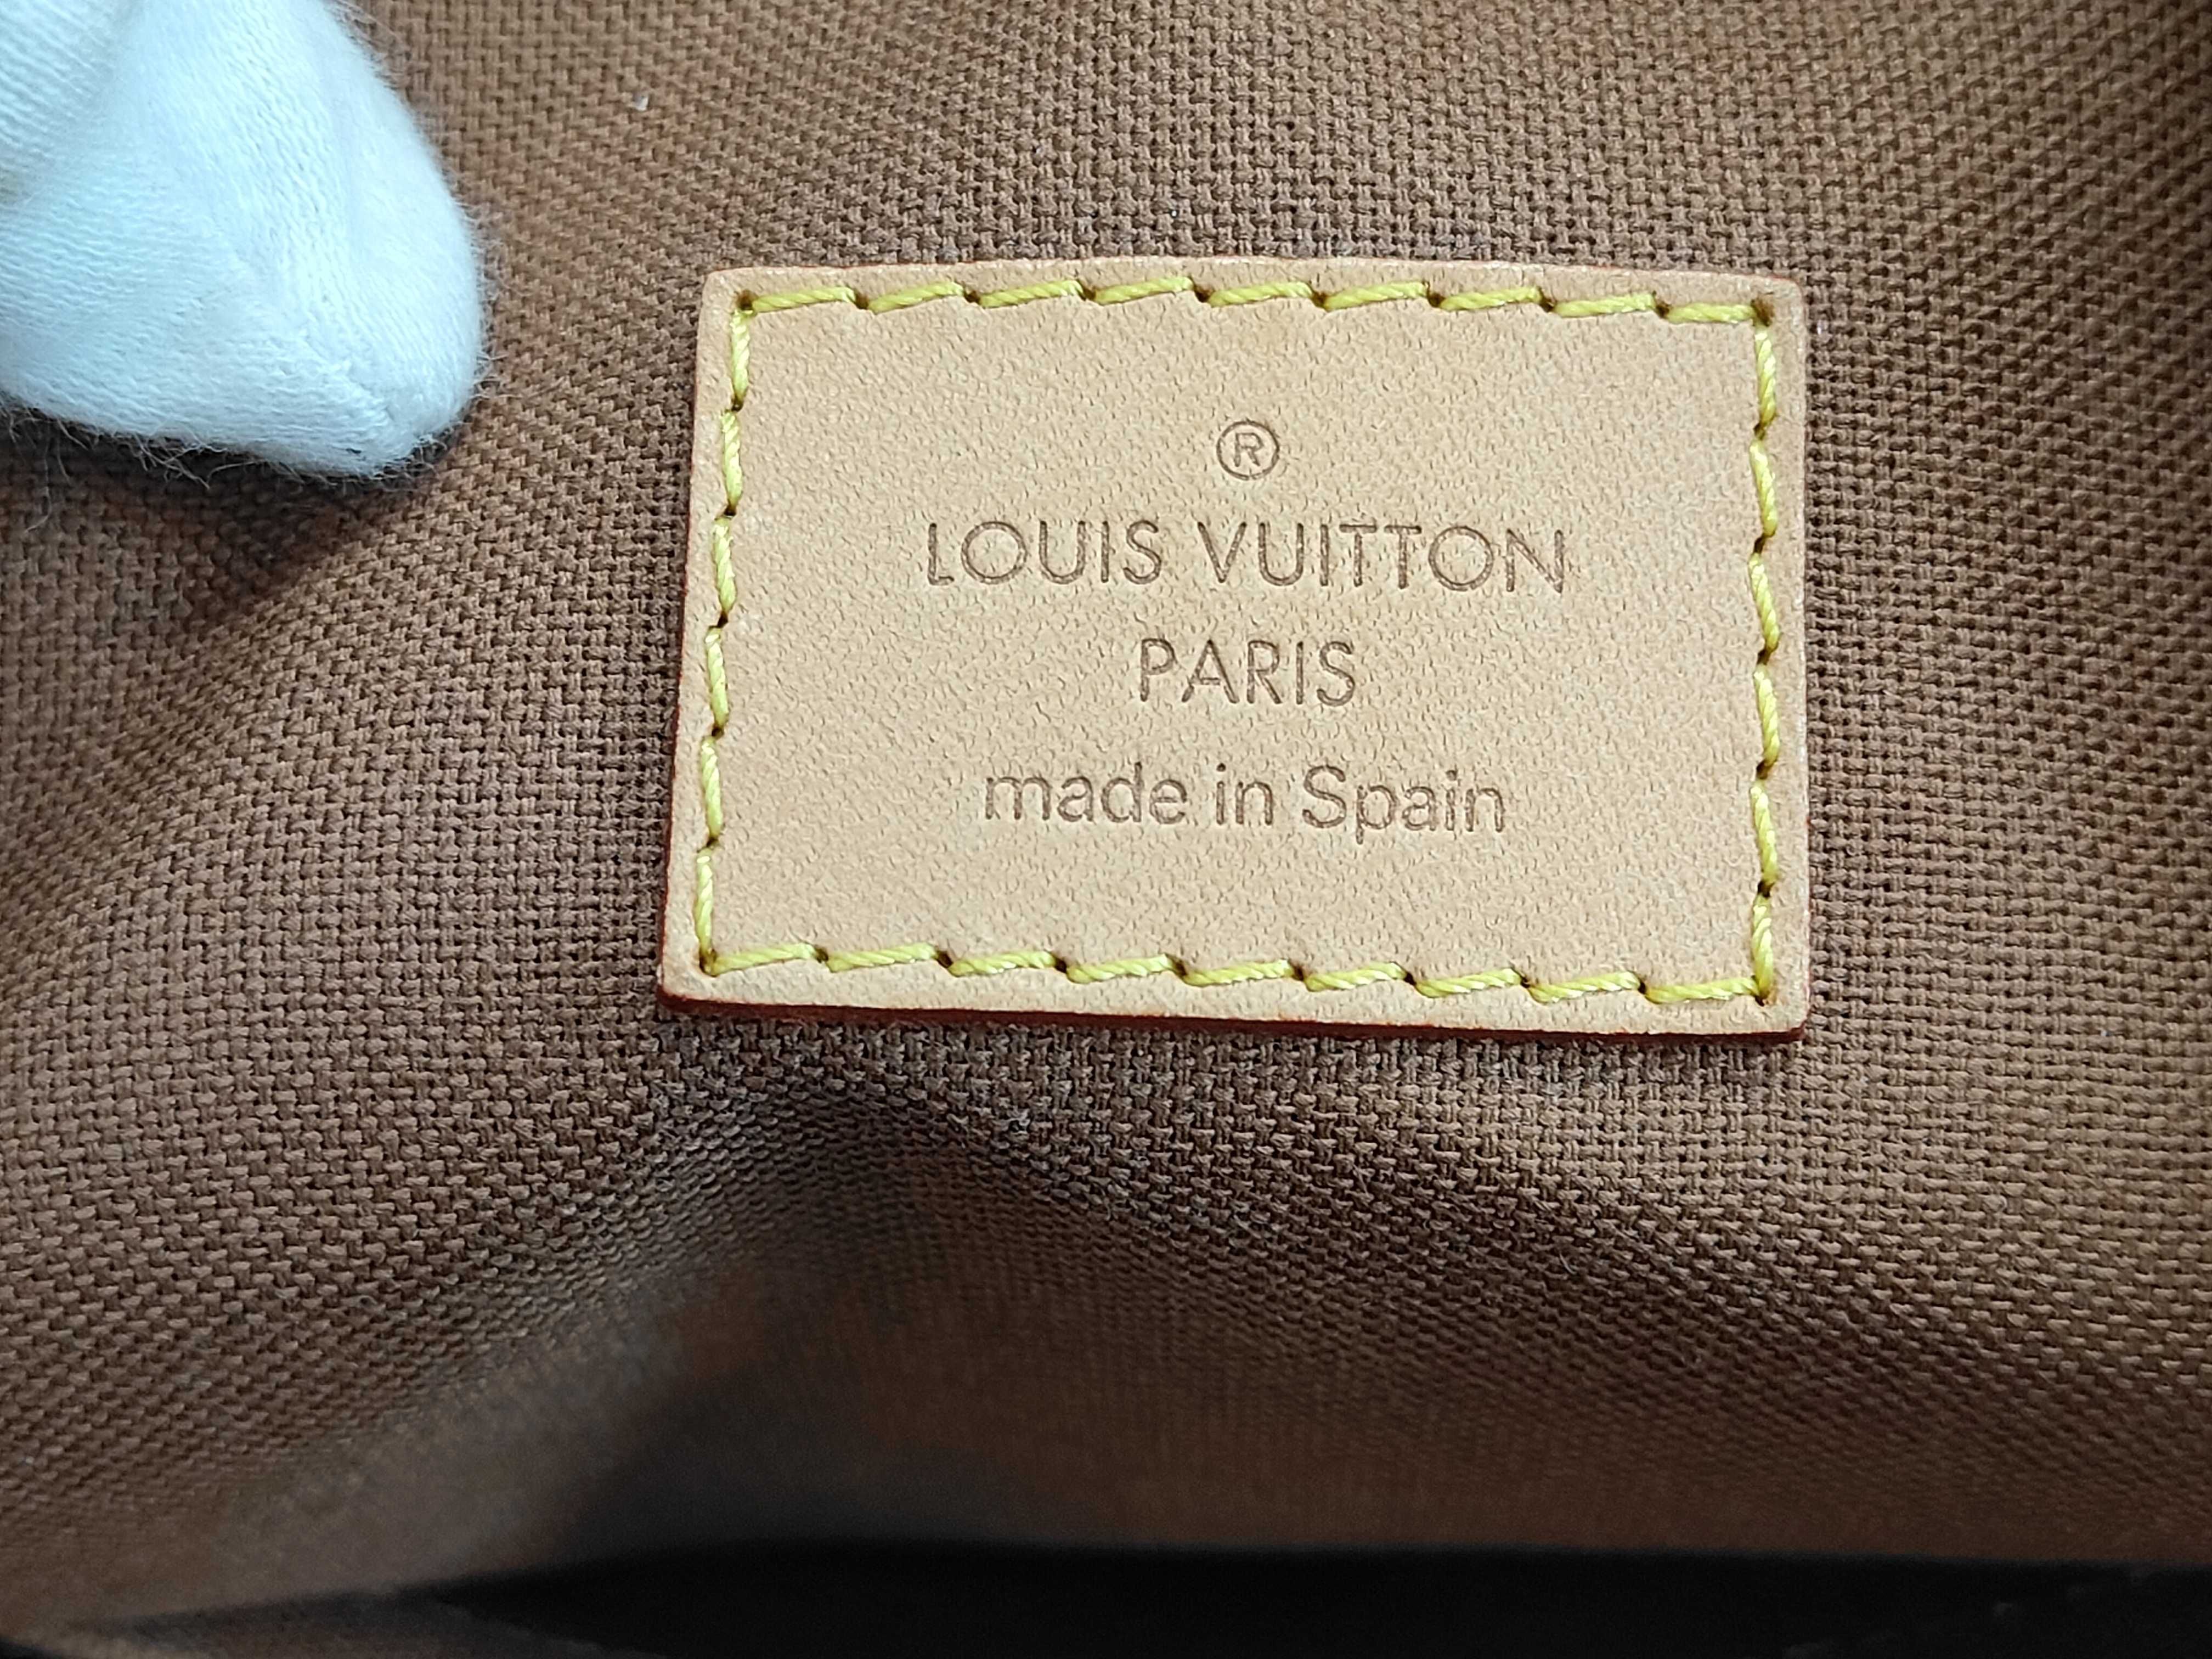 ®
LOUIS VUITTON
PARIS
made in Spain